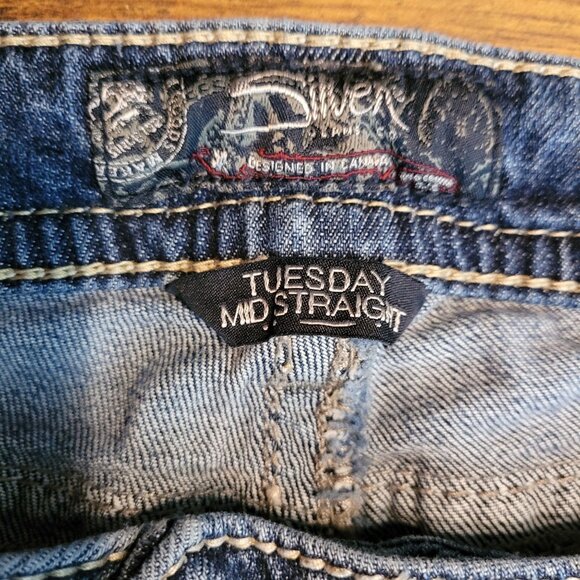 Silver
DESIGNED IN CANADA
TUESDAY
MID STRAIGHT